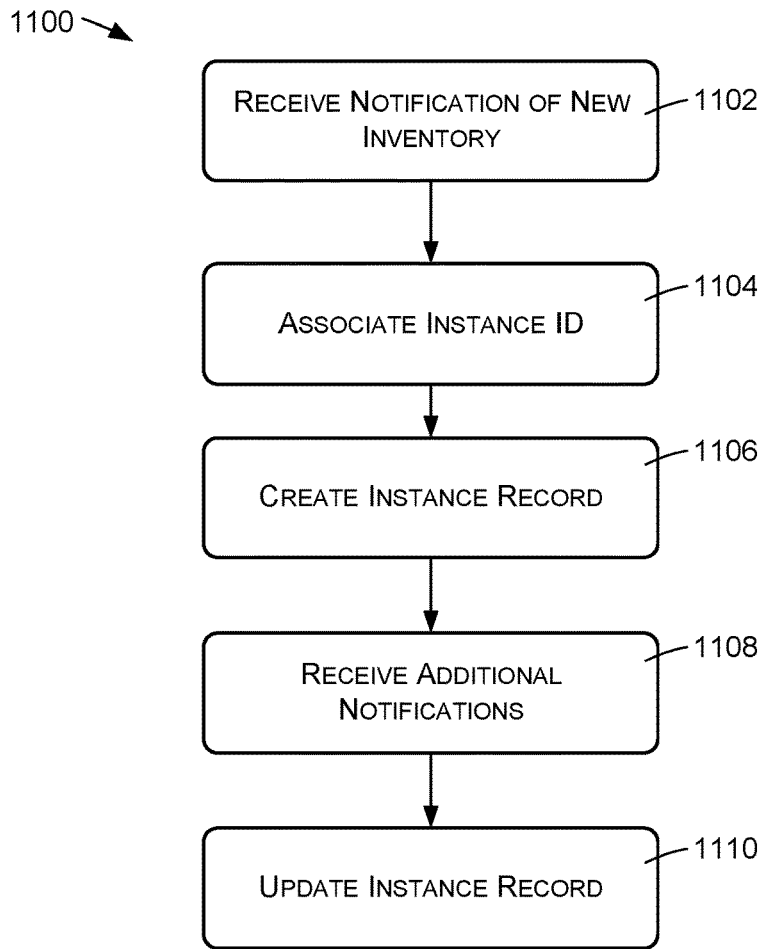 1100
RECEIVE NOTIFICATION OF NEW
INVENTORY
1102
ASSOCIATE INSTANCE ID
1104
CREATE INSTANCE RECORD
1106
RECEIVE ADDITIONAL
NOTIFICATIONS
1108
UPDATE INSTANCE RECORD
1110